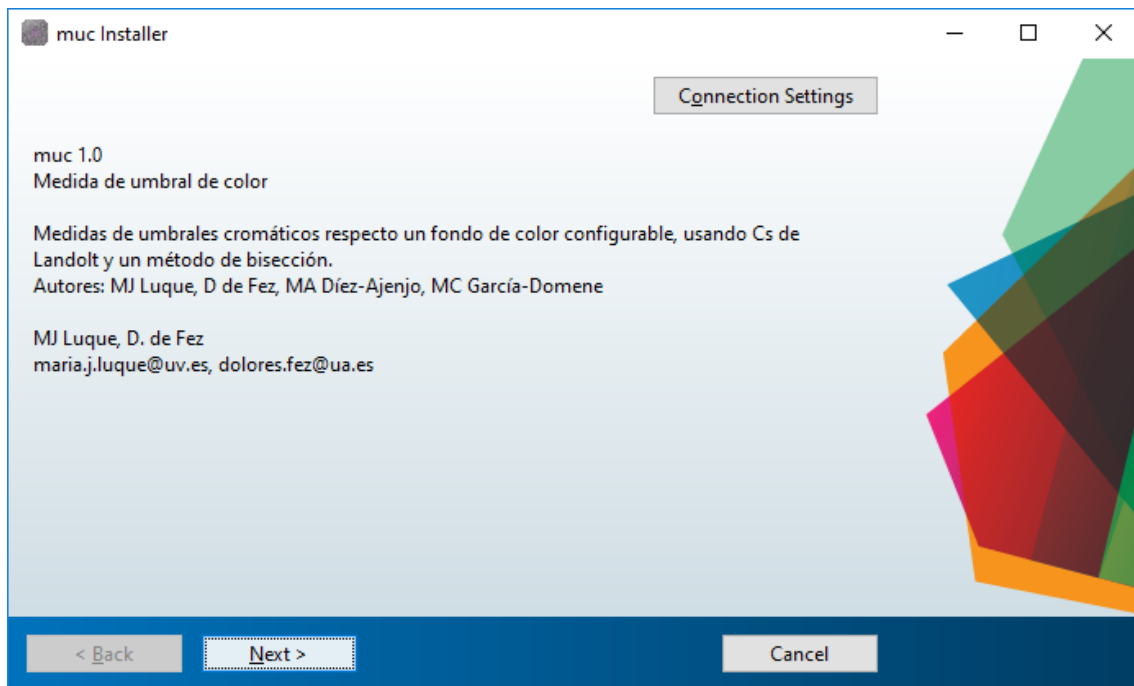 muc Installer
Connection Settings
muc 1.0
Medida de umbral de color
Medidas de umbrales cromáticos respecto un fondo de color configurable, usando Cs de
Landolt y un método de bisección.
Autores: MJ Luque, D de Fez, MA Díez-Ajenjo, MC García-Domene
MJ Luque, D. de Fez
maria.j.luque@uv.es, dolores.fez@ua.es
< Back
Next >
Cancel